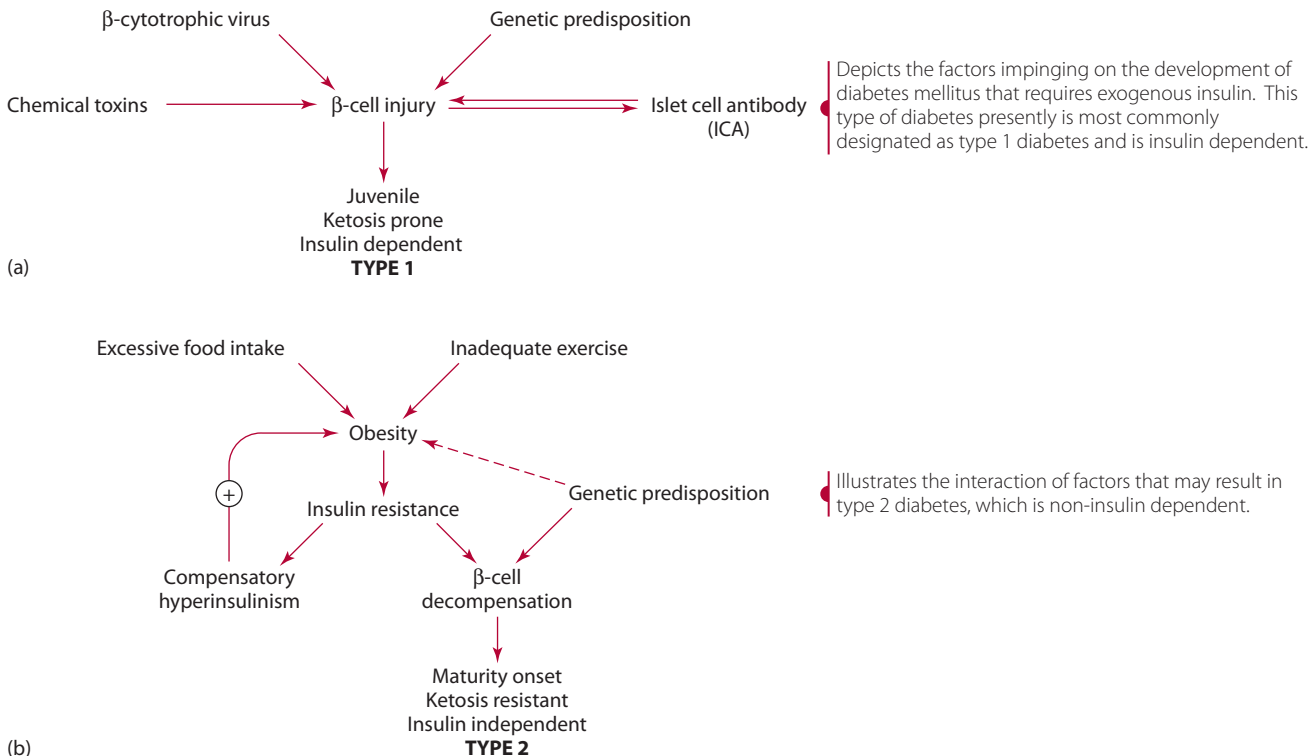 β-cytotrophic virus
Genetic predisposition
Chemical toxins
β-cell injury
Islet cell antibody
(ICA)
Depicts the factors impinging on the development of
diabetes mellitus that requires exogenous insulin. This
type of diabetes presently is most commonly
designated as type 1 diabetes and is insulin dependent.
Juvenile
Ketosis prone
Insulin dependent
TYPE 1
(a)
Excessive food intake
Inadequate exercise
Obesity
+
Genetic predisposition
Illustrates the interaction of factors that may result in
type 2 diabetes, which is non-insulin dependent.
Insulin resistance
Compensatory
hyperinsulinism
β-cell
decompensation
Maturity onset
Ketosis resistant
Insulin independent
TYPE 2
(b)